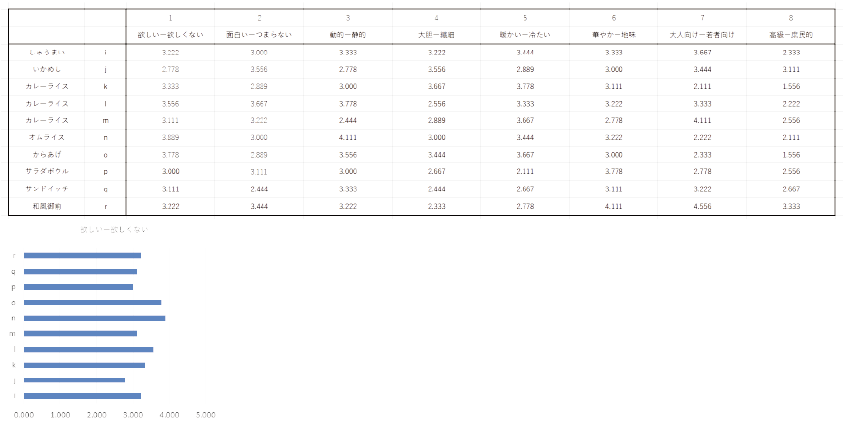 1 2 3 4 5 6 7 8
欲しい－欲しくない 面白い－つまらない 動的－静的 大胆－繊細 暖かい－冷たい 華やか－地味 大人向け－若者向け 高級－庶民的
しゅうまい i 3.222 3.000 3.333 3.222 3.444 3.333 3.667 2.333
いかめし j 2.778 3.556 2.778 3.556 2.889 3.000 3.444 3.111
カレーライス k 3.333 2.889 3.000 3.667 3.778 3.111 2.111 1.556
カレーライス l 3.556 3.667 3.778 2.556 3.333 3.222 3.333 2.222
カレーライス m 3.111 3.222 2.444 2.889 3.667 2.778 4.111 2.556
オムライス n 3.889 3.000 4.111 3.000 3.444 3.222 2.222 2.111
からあげ o 3.778 2.889 3.556 3.444 3.667 3.000 2.333 1.556
サラダボウル p 3.000 3.111 3.000 2.667 2.111 3.778 2.778 2.556
サンドイッチ q 3.111 2.444 3.333 2.444 2.667 3.111 3.222 2.667
和風御膳 r 3.222 3.444 3.222 2.333 2.778 4.111 4.556 3.333
欲しい－欲しくない
r
q
p
o
n
m
l
k
j
i
0.000 1.000 2.000 3.000 4.000 5.000